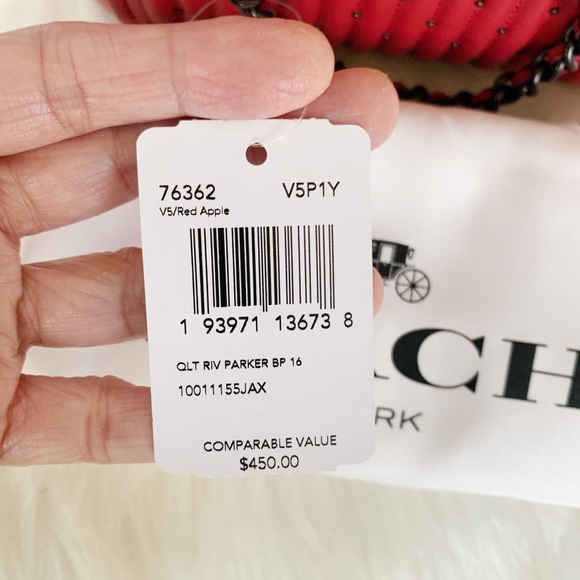 76362 V5P1Y
V5/Red Apple
1 93971 13673 8
QLT RIV PARKER BP 16
10011155JAX
COMPARABLE VALUE
$450.00
ACH
RK